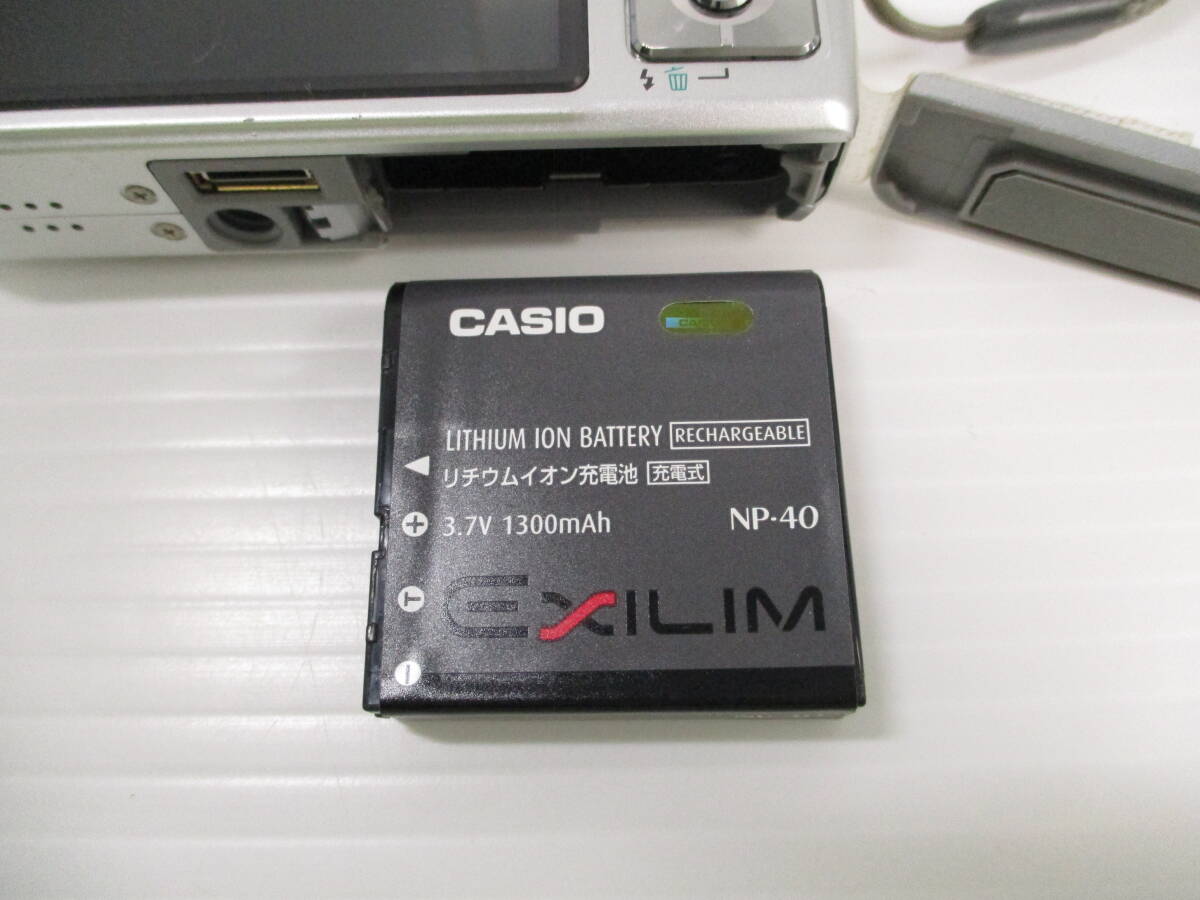 CASIO
LITHIUM ION BATTERY RECHARGEABLE
リチウムイオン充電池 充電式
3.7V 1300mAh NP-40
T
EXILIM